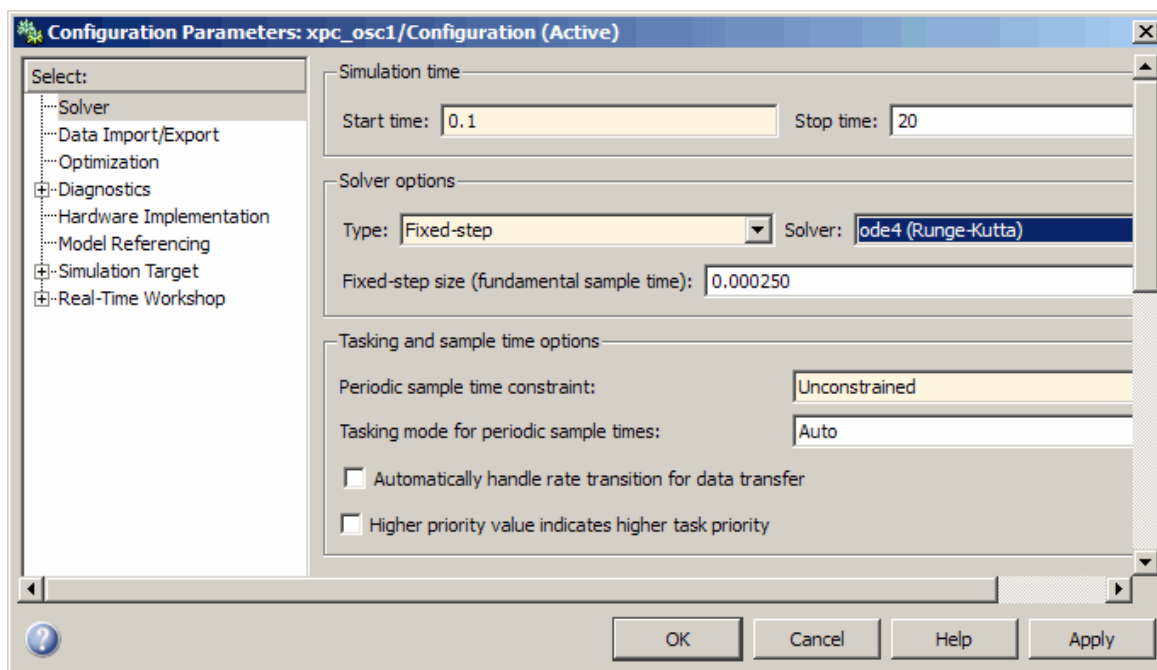 Configuration Parameters: xpc_osc1/Configuration (Active)
Select:
Solver
Data Import/Export
Optimization
Diagnostics
Hardware Implementation
Model Referencing
Simulation Target
Real-Time Workshop
Simulation time
Start time: 0.1 Stop time: 20
Solver options
Type: Fixed-step Solver: ode4 (Runge-Kutta)
Fixed-step size (fundamental sample time): 0.000250
Tasking and sample time options
Periodic sample time constraint: Unconstrained
Tasking mode for periodic sample times: Auto
Automatically handle rate transition for data transfer
Higher priority value indicates higher task priority
OK Cancel Help Apply